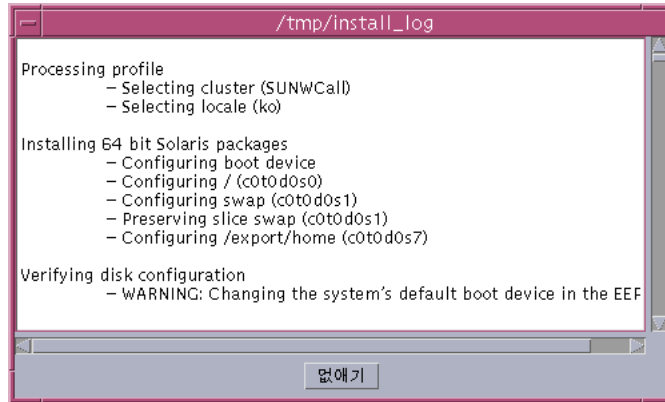 /tmp/install_log
Processing profile
– Selecting cluster (SUNWCall)
– Selecting locale (ko)
Installing 64 bit Solaris packages
– Configuring boot device
– Configuring / (c0t0d0s0)
– Configuring swap (c0t0d0s1)
– Preserving slice swap (c0t0d0s1)
– Configuring /export/home (c0t0d0s7)
Verifying disk configuration
– WARNING: Changing the system's default boot device in the EEP
없애기